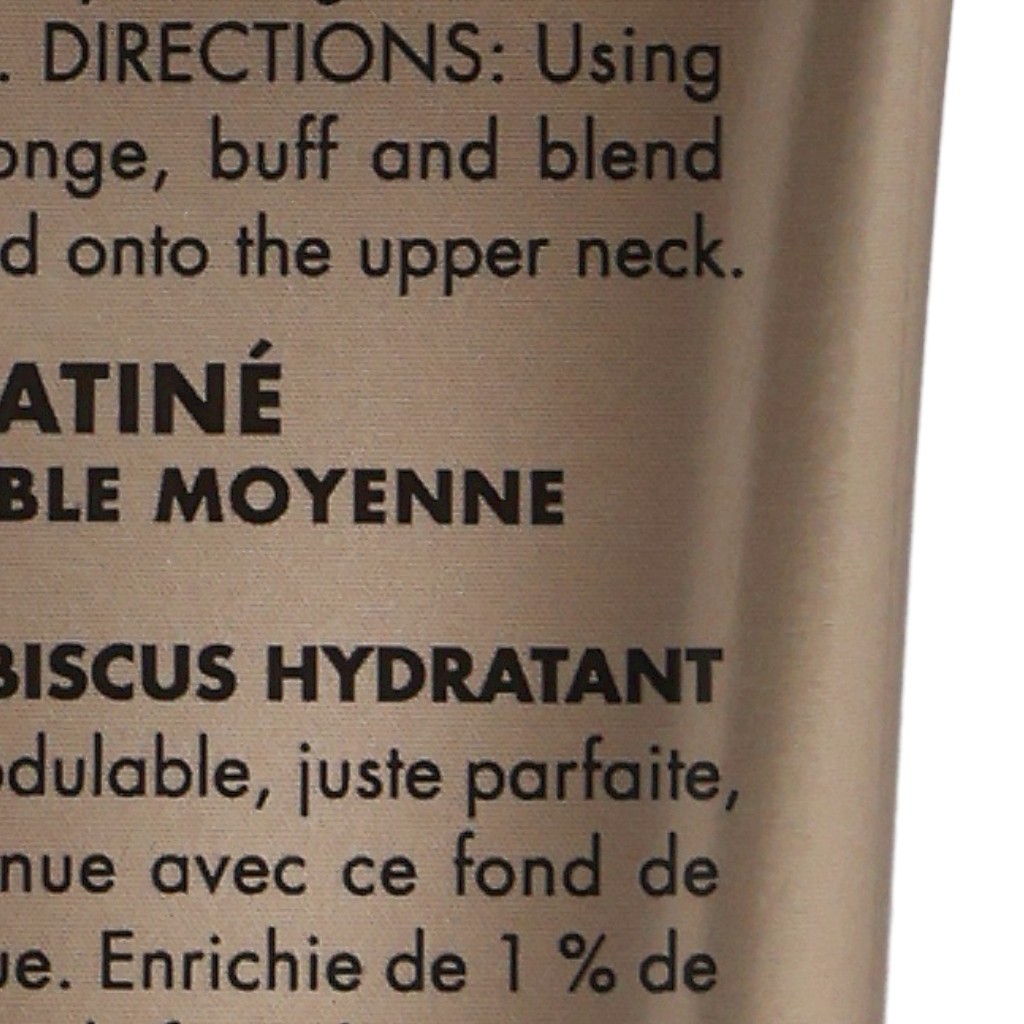 . DIRECTIONS: Using
onge, buff and blend
d onto the upper neck.
ATINÉ
BLE MOYENNE
BISCUS HYDRATANT
odulable, juste parfaite,
nue avec ce fond de
ue. Enrichie de 1 % de